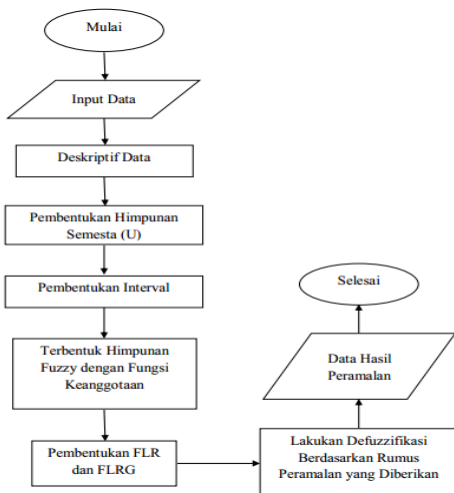 Mulai
Input Data
Deskriptif Data
Pembentukan Himpunan
Semesta (U)
Pembentukan Interval
Terbentuk Himpunan
Fuzzy dengan Fungsi
Keanggotaan
Pembentukan FLR
dan FLRG
Lakukan Defuzzifikasi
Berdasarkan Rumus
Peramalan yang Diberikan
Data Hasil
Peramalan
Selesai